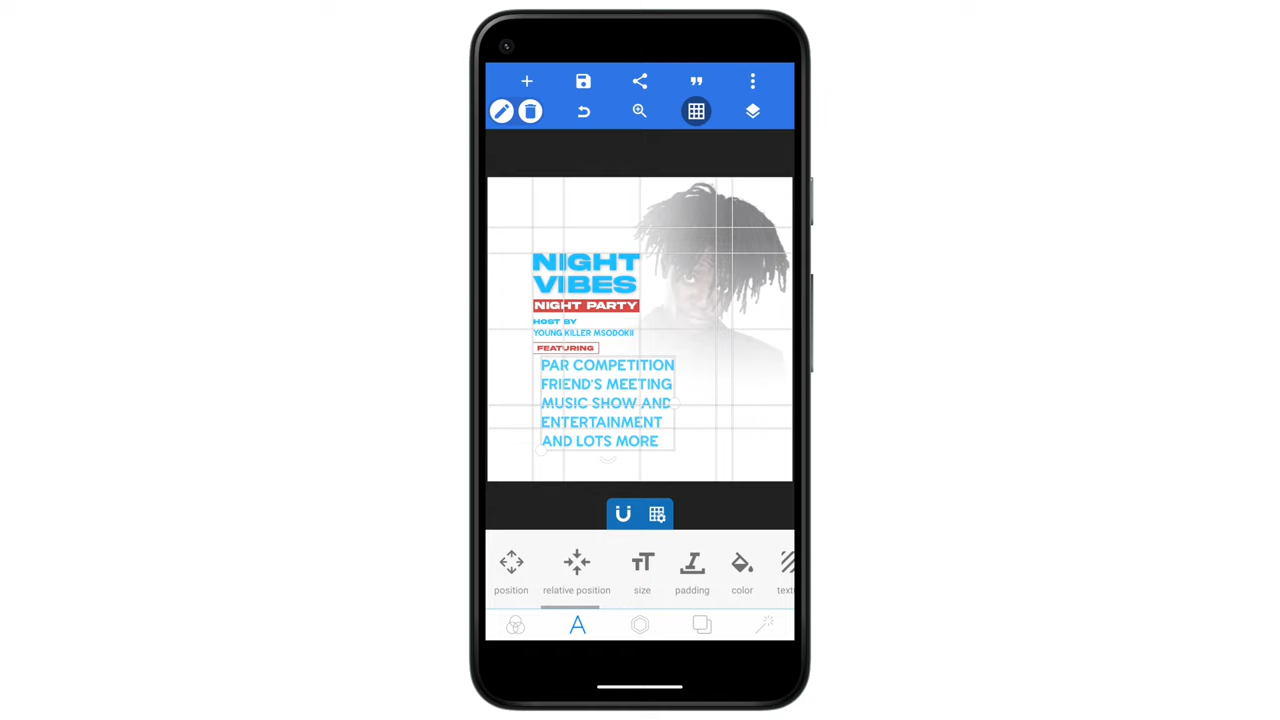 NIGHT
VIBES
NIGHT PARTY
HOST BY
YOUNG KILLER MSODOKII
FEATURING
PAR COMPETITION
FRIEND'S MEETING
MUSIC SHOW AND
ENTERTAINMENT
AND LOTS MORE
position relative position size padding color text